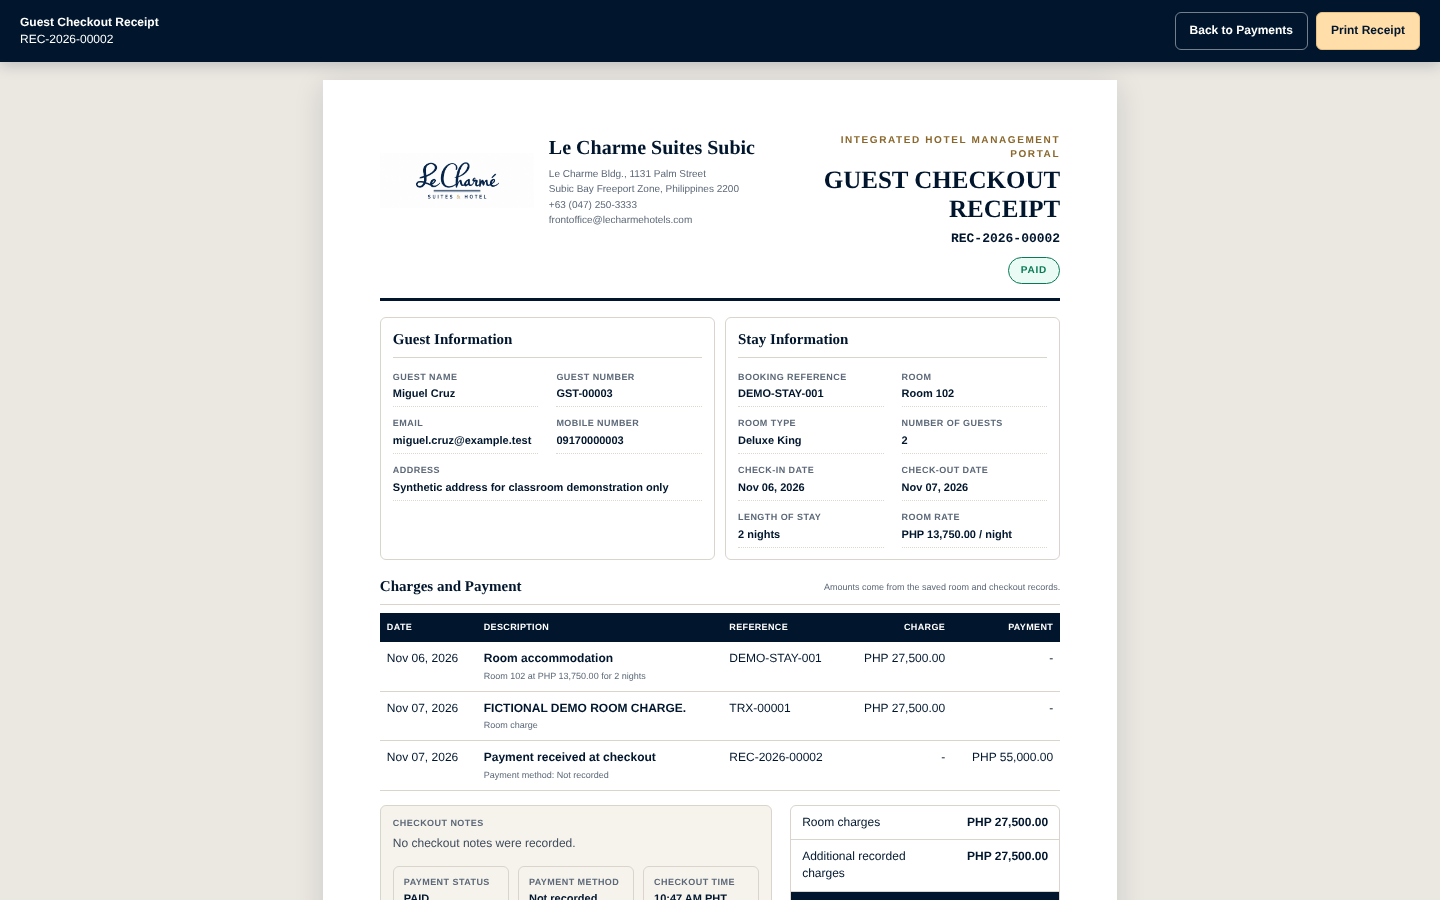 Guest Checkout Receipt
REC-2026-00002
Back to Payments
Print Receipt
Le Charmé
SUITES & HOTEL
Le Charme Suites Subic
Le Charme Bldg., 1131 Palm Street
Subic Bay Freeport Zone, Philippines 2200
+63 (047) 250-3333
frontoffice@lecharmehotels.com
INTEGRATED HOTEL MANAGEMENT
PORTAL
GUEST CHECKOUT
RECEIPT
REC-2026-00002
PAID
Guest Information
GUEST NAME
Miguel Cruz
GUEST NUMBER
GST-00003
EMAIL
miguel.cruz@example.test
MOBILE NUMBER
09170000003
ADDRESS
Synthetic address for classroom demonstration only
Stay Information
BOOKING REFERENCE
DEMO-STAY-001
ROOM
Room 102
ROOM TYPE
Deluxe King
NUMBER OF GUESTS
2
CHECK-IN DATE
Nov 06, 2026
CHECK-OUT DATE
Nov 07, 2026
LENGTH OF STAY
2 nights
ROOM RATE
PHP 13,750.00 / night
Charges and Payment
Amounts come from the saved room and checkout records.
DATE DESCRIPTION REFERENCE CHARGE PAYMENT
Nov 06, 2026 Room accommodation DEMO-STAY-001 PHP 27,500.00 -
Room 102 at PHP 13,750.00 for 2 nights
Nov 07, 2026 FICTIONAL DEMO ROOM CHARGE. TRX-00001 PHP 27,500.00 -
Room charge
Nov 07, 2026 Payment received at checkout REC-2026-00002 - PHP 55,000.00
Payment method: Not recorded
CHECKOUT NOTES
No checkout notes were recorded.
PAYMENT STATUS
PAID
PAYMENT METHOD
Not recorded
CHECKOUT TIME
10:47 AM PHT
Room charges PHP 27,500.00
Additional recorded
charges PHP 27,500.00